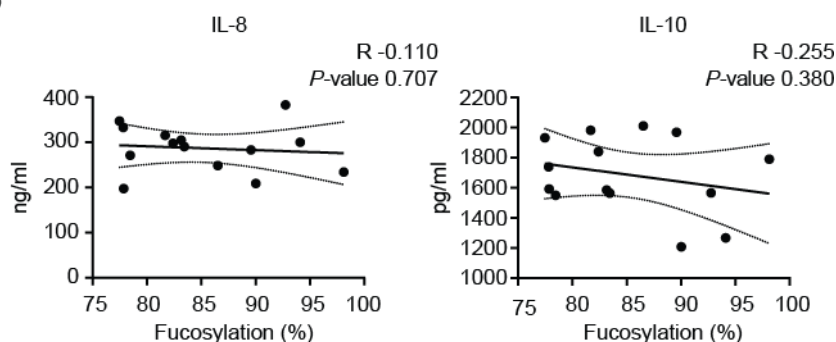 IL-8
R -0.110
P-value 0.707
400
300
200
100
0
ng/ml
75 80 85 90 95 100
Fucosylation (%)
IL-10
R -0.255
P-value 0.380
2200
2000
1800
1600
1400
1200
1000
pg/ml
75 80 85 90 95 100
Fucosylation (%)